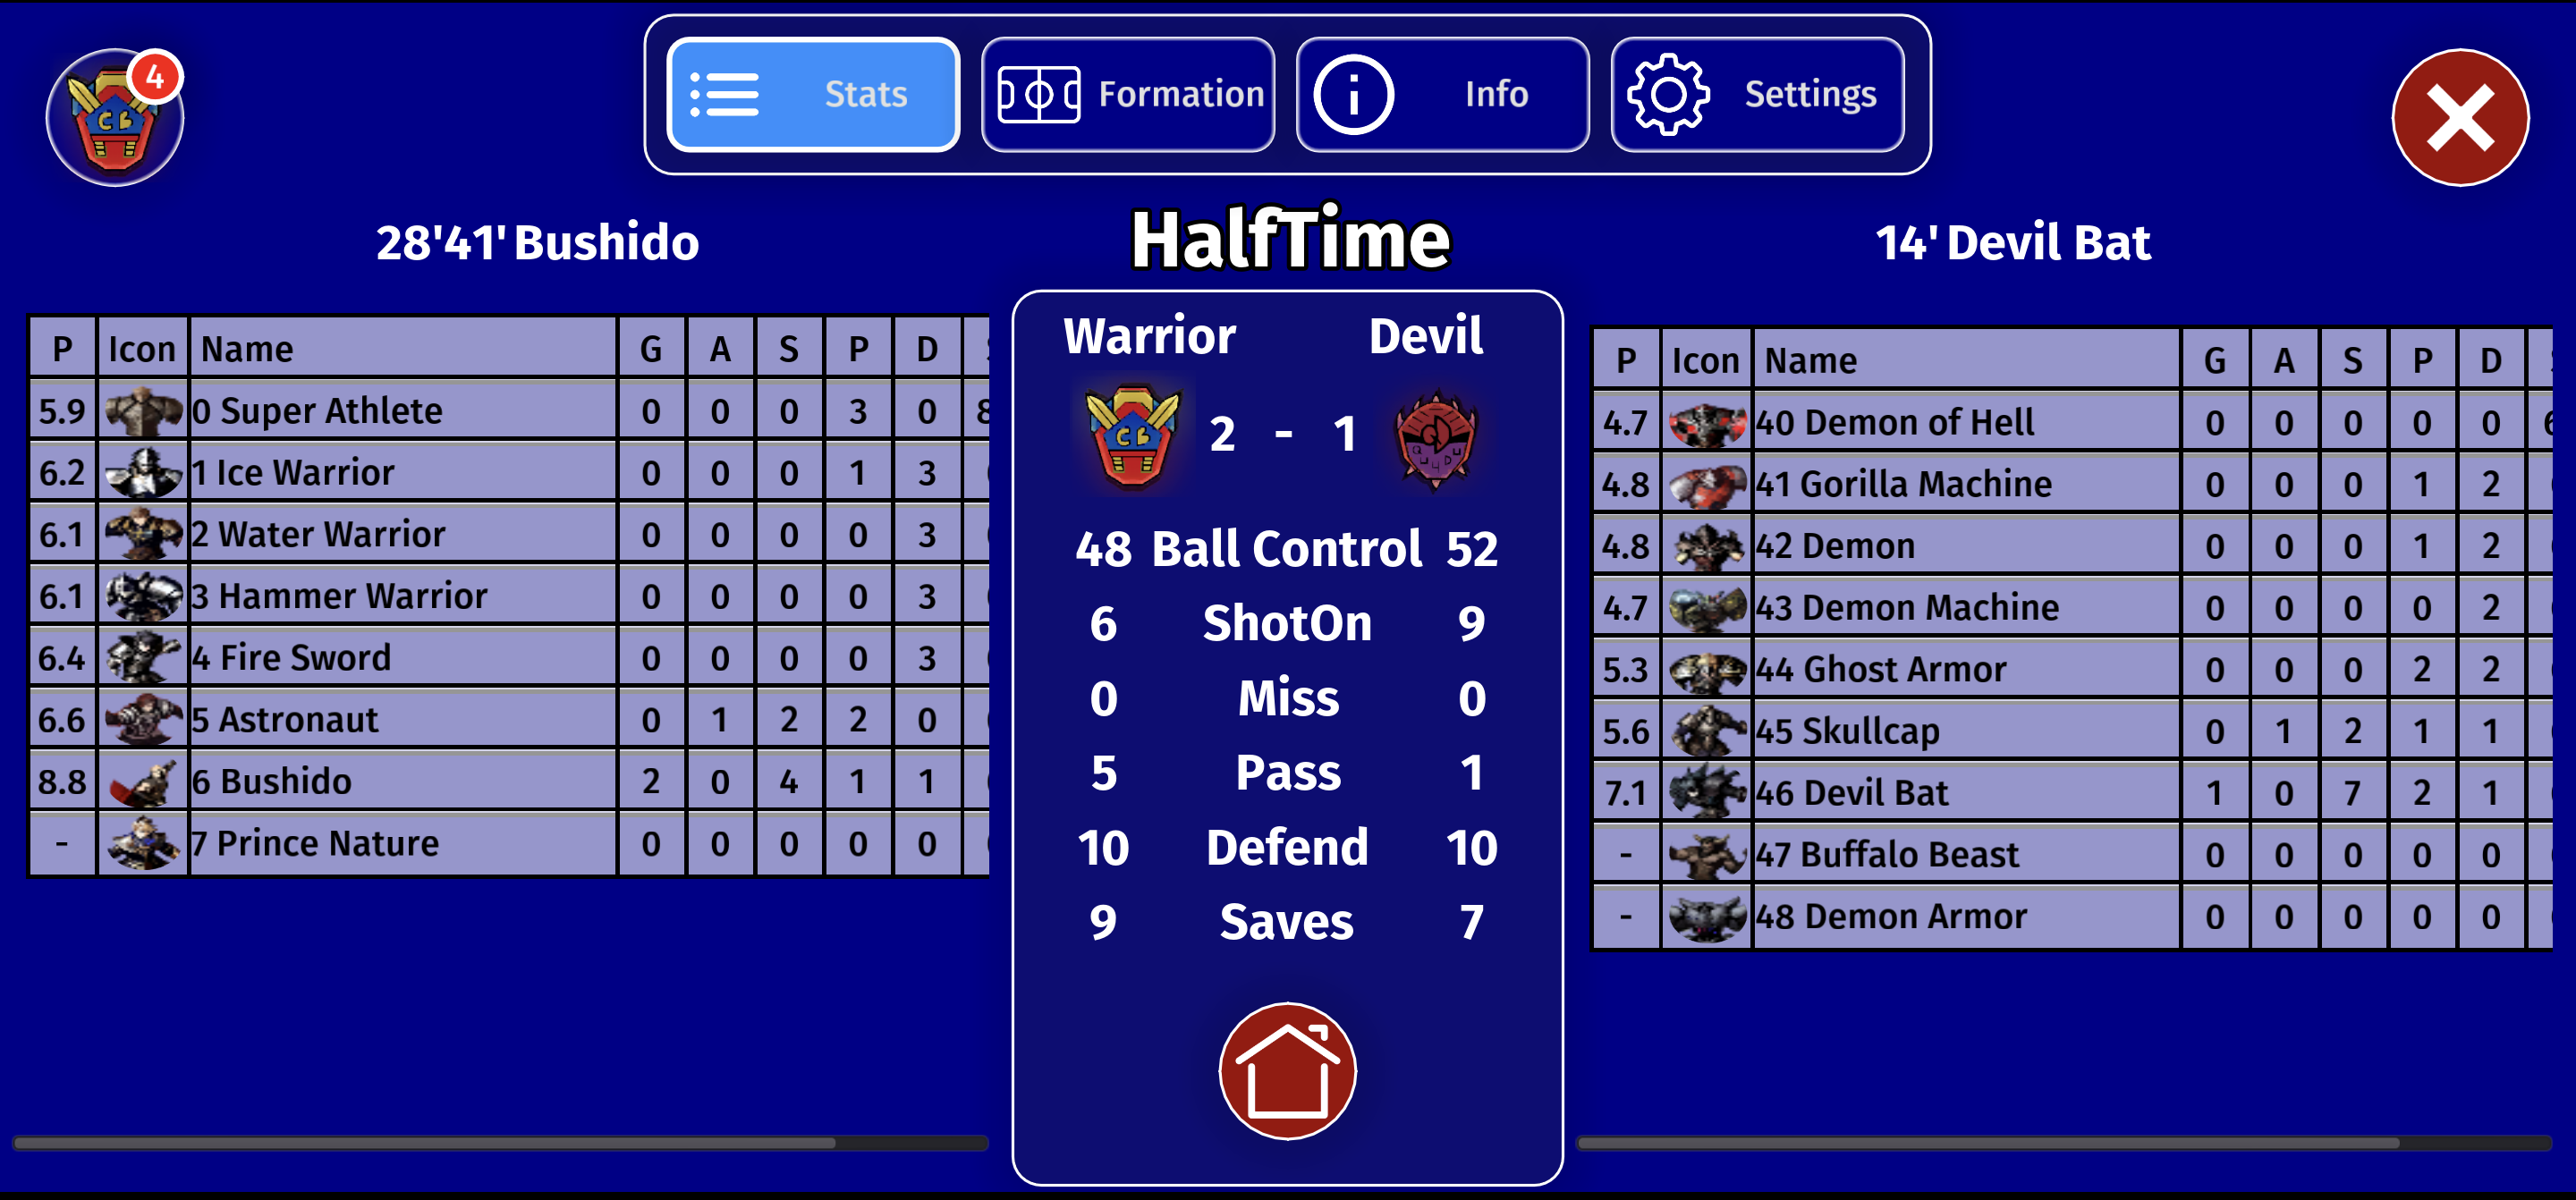 4
Stats
Formation
Info
Settings
28'41' Bushido
HalfTime
14' Devil Bat
P Icon Name G A S P D
5.9 0 Super Athlete 0 0 0 3 0 8
6.2 1 Ice Warrior 0 0 0 1 3
6.1 2 Water Warrior 0 0 0 0 3
6.1 3 Hammer Warrior 0 0 0 0 3
6.4 4 Fire Sword 0 0 0 0 3
6.6 5 Astronaut 0 1 2 2 0
8.8 6 Bushido 2 0 4 1 1
- 7 Prince Nature 0 0 0 0 0
Warrior Devil
CB
2 - 1
48 Ball Control 52
6 ShotOn 9
0 Miss 0
5 Pass 1
10 Defend 10
9 Saves 7
P Icon Name G A S P D
4.7 40 Demon of Hell 0 0 0 0 0 6
4.8 41 Gorilla Machine 0 0 0 1 2
4.8 42 Demon 0 0 0 1 2
4.7 43 Demon Machine 0 0 0 0 2
5.3 44 Ghost Armor 0 0 0 2 2
5.6 45 Skullcap 0 1 2 1 1
7.1 46 Devil Bat 1 0 7 2 1
- 47 Buffalo Beast 0 0 0 0 0
- 48 Demon Armor 0 0 0 0 0